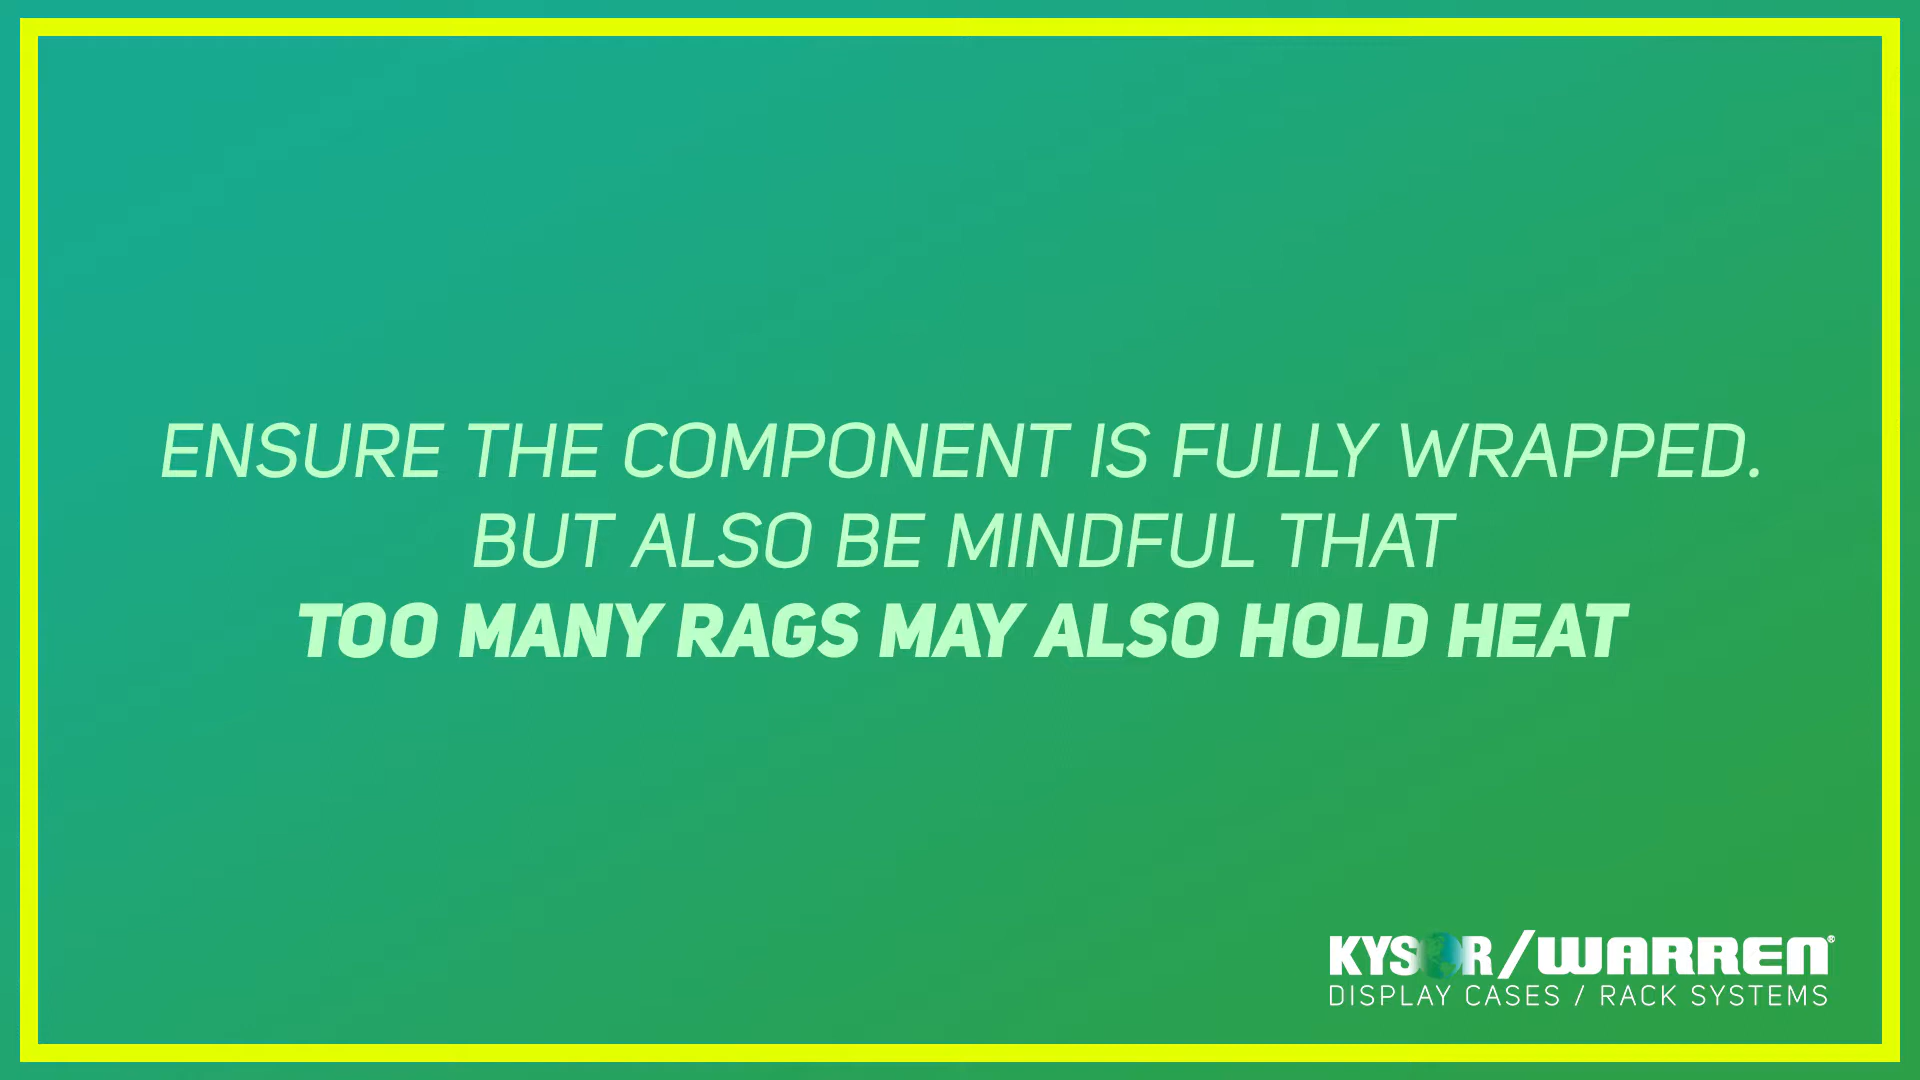 ENSURE THE COMPONENT IS FULLY WRAPPED.
BUT ALSO BE MINDFUL THAT
TOO MANY RAGS MAY ALSO HOLD HEAT
KYSOR/WARREN®
DISPLAY CASES / RACK SYSTEMS